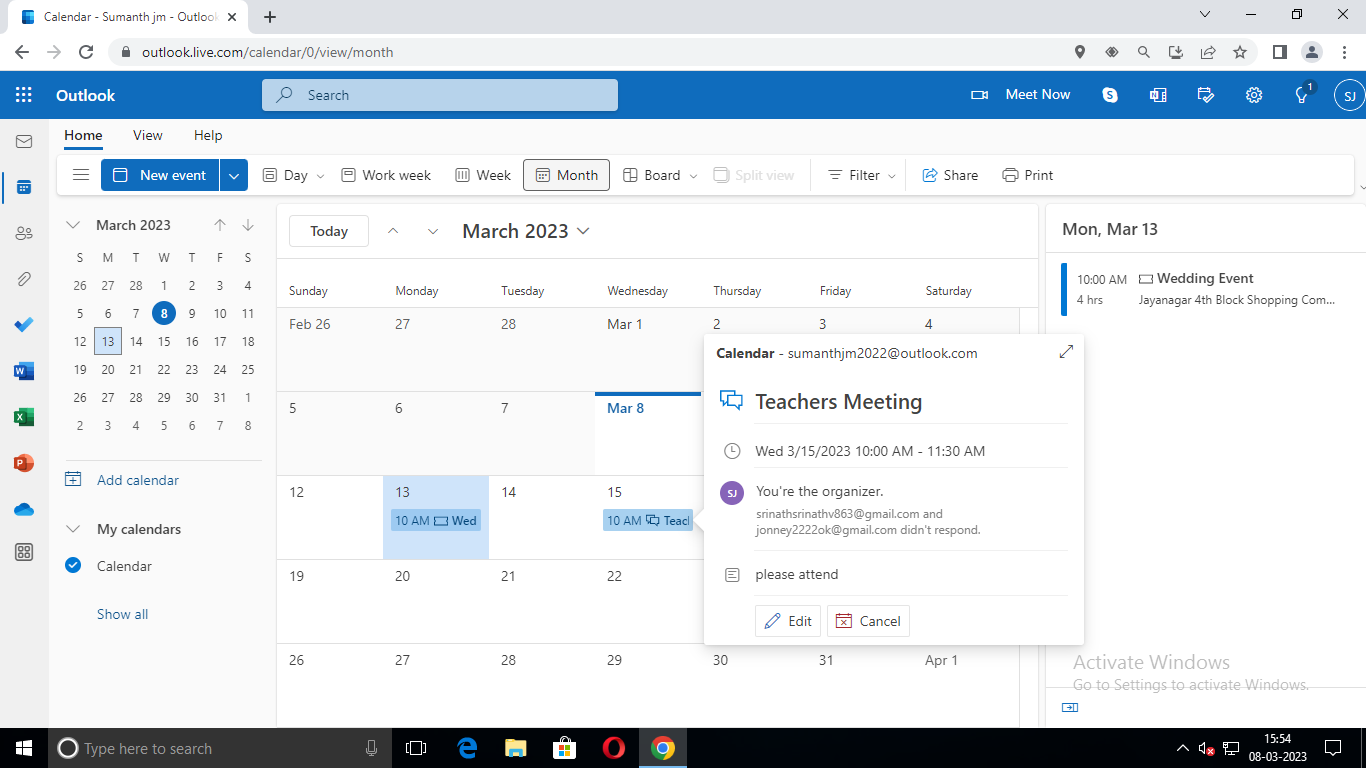 Calendar - Sumanth jm - Outlook
outlook.live.com/calendar/0/view/month
Outlook
Search
Meet Now
1
SJ
Home View Help
New event Day Work week Week Month Board Split view Filter Share Print
March 2023
S M T W T F S
26 27 28 1 2 3 4
5 6 7 8 9 10 11
12 13 14 15 16 17 18
19 20 21 22 23 24 25
26 27 28 29 30 31 1
2 3 4 5 6 7 8
Add calendar
My calendars
Calendar
Show all
Today March 2023
Sunday Monday Tuesday Wednesday Thursday Friday Saturday
Feb 26 27 28 Mar 1 2 3 4
5 6 7 Mar 8
12 13 14 15
10 AM Wed 10 AM Teac
19 20 21 22
26 27 28 29 30 31 Apr 1
Calendar - sumanthjm2022@outlook.com
Teachers Meeting
Wed 3/15/2023 10:00 AM - 11:30 AM
SJ You're the organizer.
srinathsrinathv863@gmail.com and
jonney2222ok@gmail.com didn't respond.
please attend
Edit Cancel
Mon, Mar 13
10:00 AM Wedding Event
4 hrs Jayanagar 4th Block Shopping Com...
Activate Windows
Go to Settings to activate Windows.
Type here to search
15:54
08-03-2023